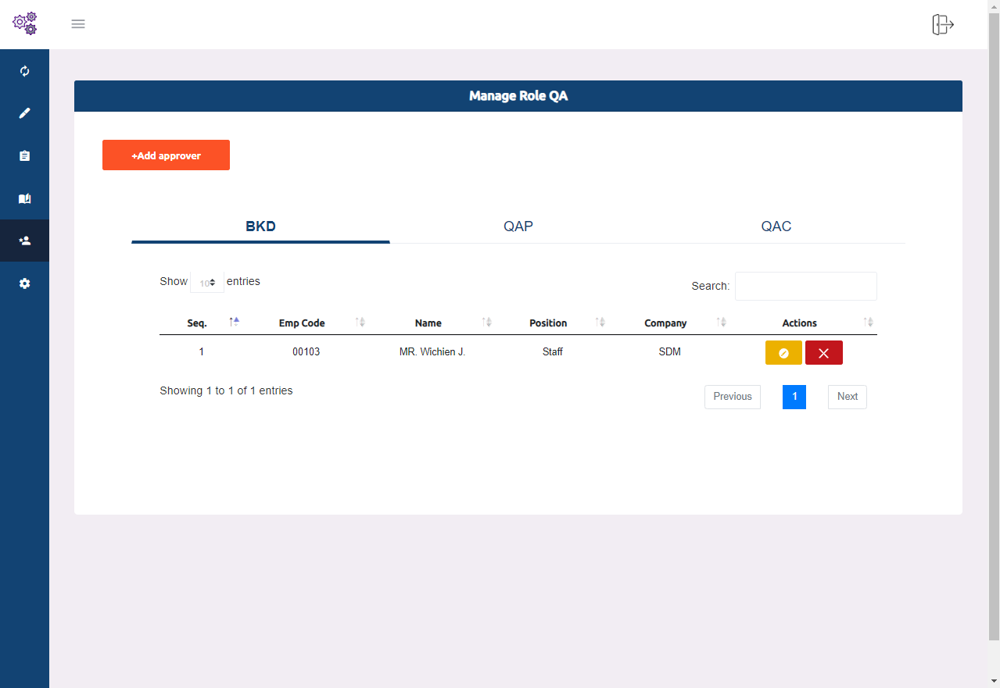 Manage Role QA
+Add approver
BKD QAP QAC
Show 10 entries
Search:
Seq. Emp Code Name Position Company Actions
1 00103 MR. Wichien J. Staff SDM
Showing 1 to 1 of 1 entries
Previous 1 Next